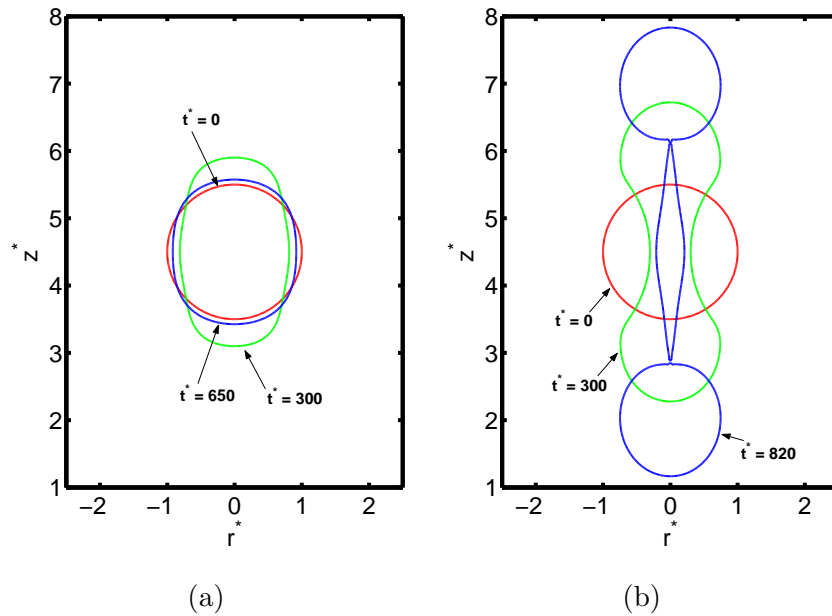 8
7
6
5
4
3
2
1
z*
−2 −1 0 1 2
r*
t* = 0
t* = 650
t* = 300
(a)
8
7
6
5
4
3
2
1
z*
−2 −1 0 1 2
r*
t* = 0
t* = 300
t* = 820
(b)